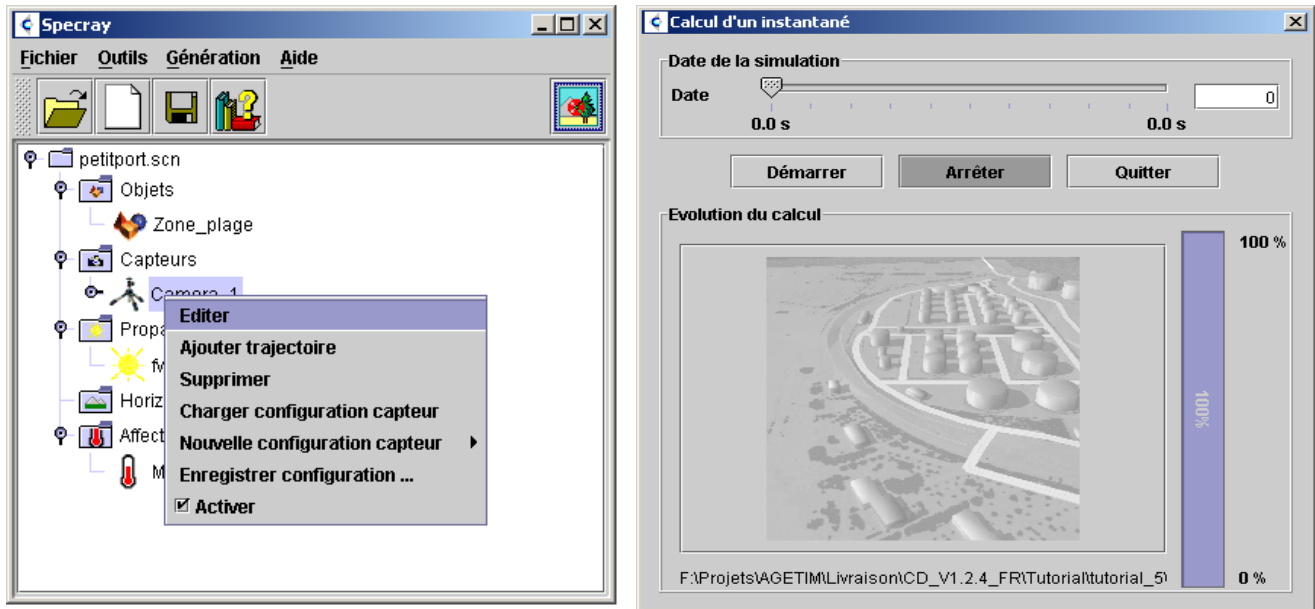 Specray
Fichier Outils Génération Aide
petitport.scn
Objets
Zone_plage
Capteurs
Camera_1
Editer
Ajouter trajectoire
Supprimer
Charger configuration capteur
Nouvelle configuration capteur
Enregistrer configuration ...
Activer
Propa
fv
Horiz
Affect
M
Calcul d'un instantané
Date de la simulation
Date
0
0.0 s 0.0 s
Démarrer Arrêter Quitter
Evolution du calcul
100 %
100%
F:\Projets\AGETIM\Livraison\CD_V1.2.4_FR\Tutorial\tutorial_5\
0 %